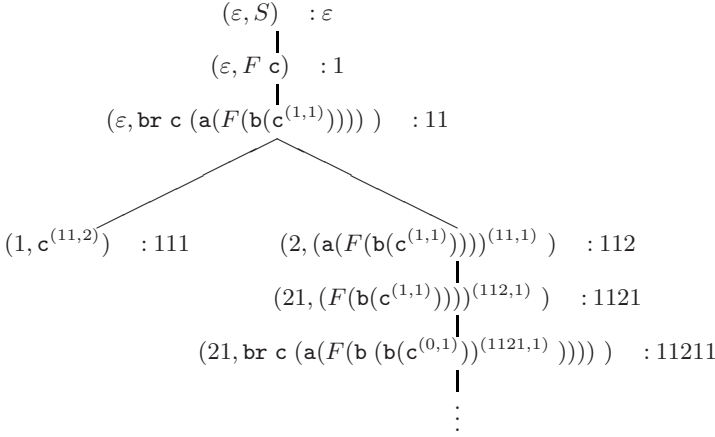 (ε, S) : ε
(ε, F c) : 1
(ε, br c (a(F(b(c^(1,1))))) ) : 11
(1, c^(11,2)) : 111 (2, (a(F(b(c^(1,1)))))^(11,1) ) : 112
(21, (F(b(c^(1,1))))^(112,1) ) : 1121
(21, br c (a(F(b (b(c^(0,1)))^(1121,1) )))) ) : 11211
⋮